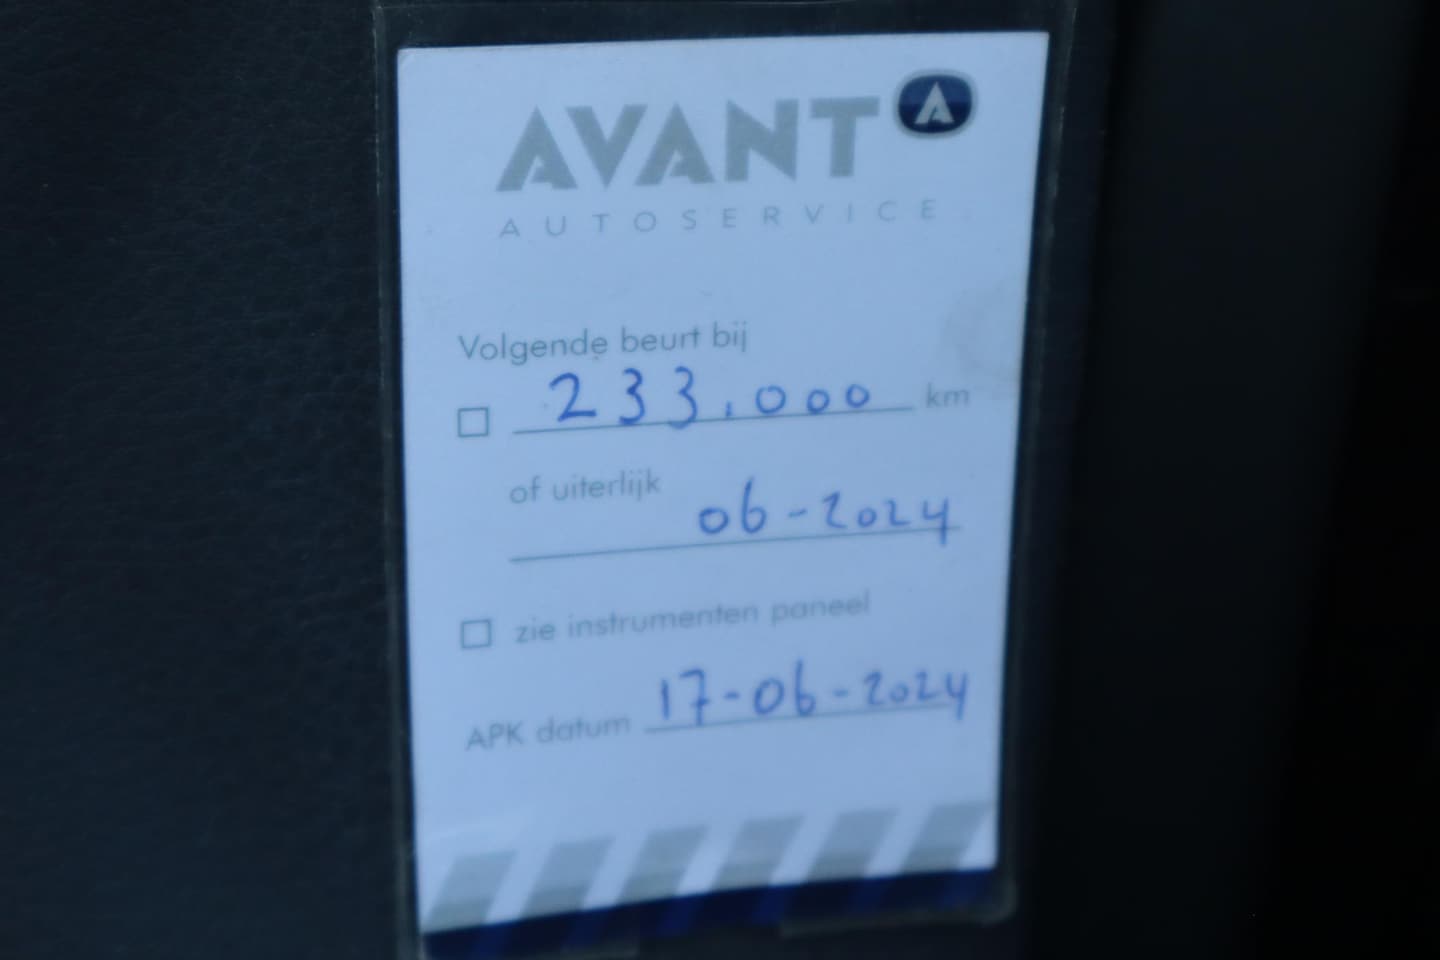 AVANT A
AUTOSERVICE
Volgende beurt bij
233.000 km
of uiterlijk
06-2024
zie instrumenten paneel
APK datum 17-06-2024